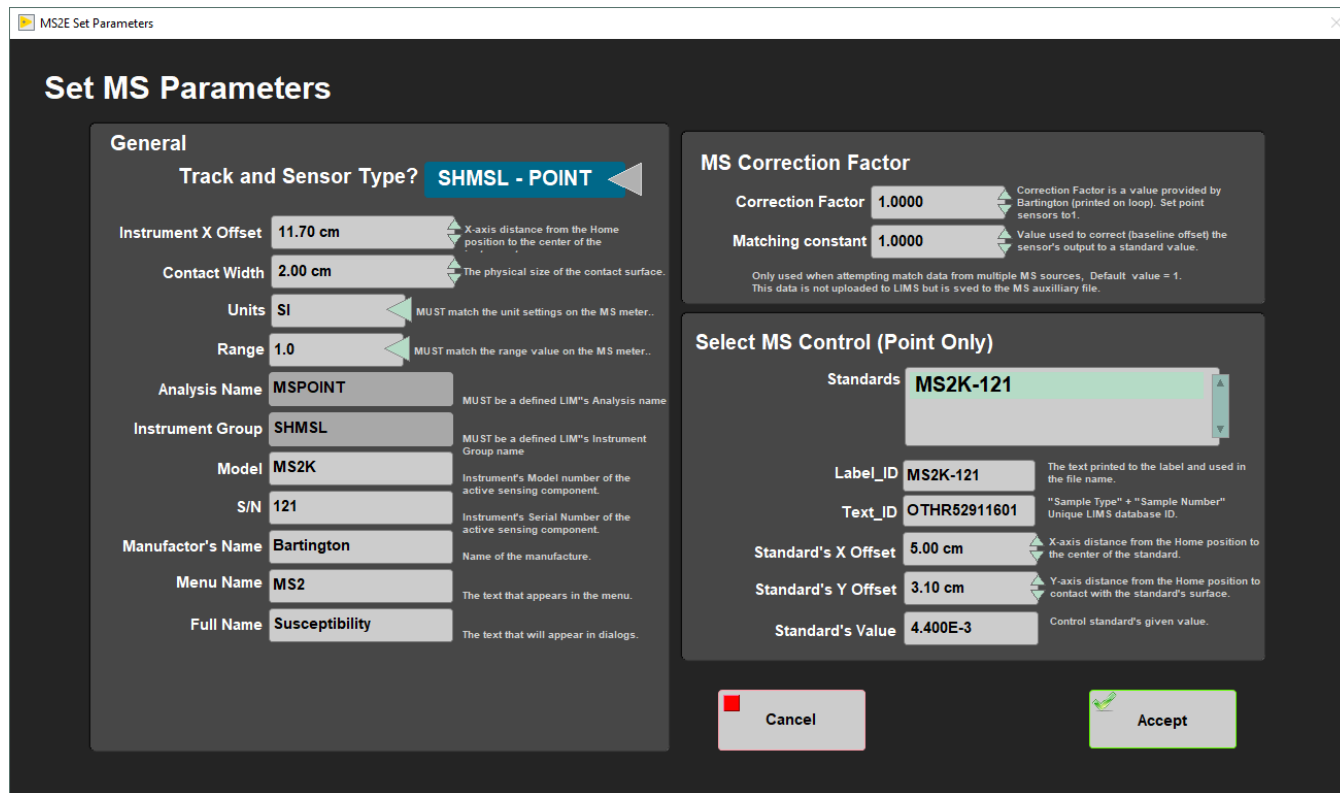 MS2E Set Parameters
Set MS Parameters
General
Track and Sensor Type? SHMSL - POINT
Instrument X Offset 11.70 cm X-axis distance from the Home
position to the center of the
Contact Width 2.00 cm The physical size of the contact surface.
Units SI MUST match the unit settings on the MS meter..
Range 1.0 MUST match the range value on the MS meter..
Analysis Name MSPOINT
MUST be a defined LIM"s Analysis name
Instrument Group SHMSL
MUST be a defined LIM"s Instrument
Group name
Model MS2K
Instrument's Model number of the
active sensing component.
S/N 121
Instrument's Serial Number of the
active sensing component.
Manufactor's Name Bartington
Name of the manufacture.
Menu Name MS2
The text that appears in the menu.
Full Name Susceptibility
The text that will appear in dialogs.
MS Correction Factor
Correction Factor 1.0000 Correction Factor is a value provided by
Bartington (printed on loop). Set point
sensors to1.
Matching constant 1.0000 Value used to correct (baseline offset) the
sensor's output to a standard value.
Only used when attempting match data from multiple MS sources, Default value = 1.
This data is not uploaded to LIMS but is sved to the MS auxilliary file.
Select MS Control (Point Only)
Standards MS2K-121
Label_ID MS2K-121 The text printed to the label and used in
the file name.
Text_ID OTHR52911601 "Sample Type" + "Sample Number"
Unique LIMS database ID.
Standard's X Offset 5.00 cm X-axis distance from the Home position to
the center of the standard.
Standard's Y Offset 3.10 cm Y-axis distance from the Home position to
contact with the standard's surface.
Standard's Value 4.400E-3 Control standard's given value.
Cancel
Accept